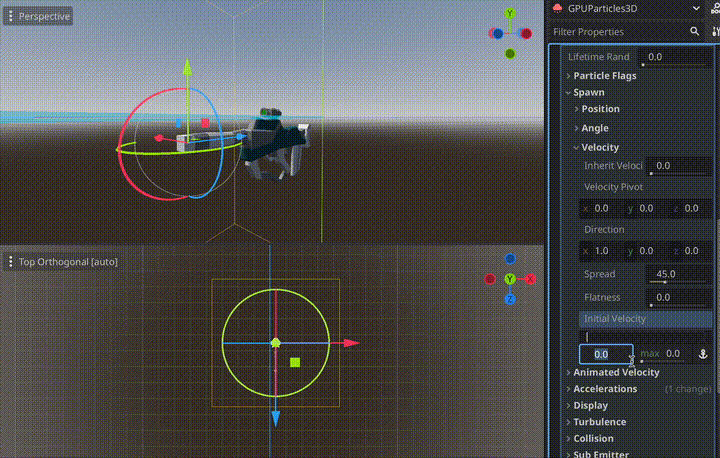 Perspective
Y
Top Orthogonal [auto]
Y
X
Z
GPUParticles3D
Filter Properties
Lifetime Rand
0.0
Particle Flags
Spawn
Position
Angle
Velocity
Inherit Veloci
0.0
Velocity Pivot
x 0.0 y 0.0 z 0.0
Direction
x 1.0 y 0.0 z 0.0
Spread
45.0
Flatness
0.0
Initial Velocity
0.0 max 0.0
Animated Velocity
Accelerations (1 change)
Display
Turbulence
Collision
Sub Emitter